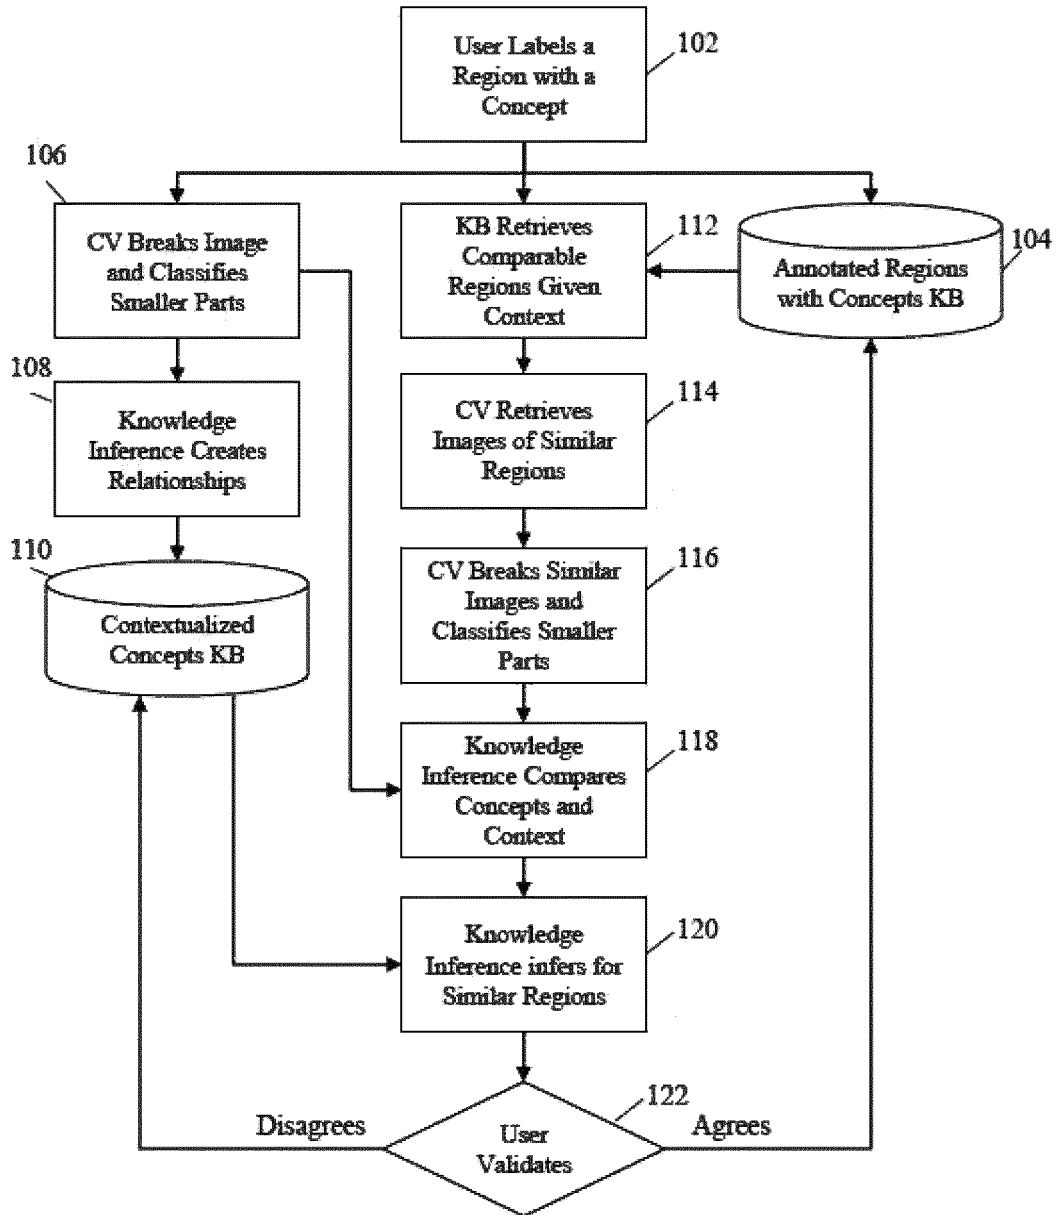 User Labels a
Region with a
Concept
102
106
CV Breaks Image
and Classifies
Smaller Parts
KB Retrieves
Comparable
Regions Given
Context
112
Annotated Regions
with Concepts KB
104
108
Knowledge
Inference Creates
Relationships
CV Retrieves
Images of Similar
Regions
114
110
Contextualized
Concepts KB
CV Breaks Similar
Images and
Classifies Smaller
Parts
116
Knowledge
Inference Compares
Concepts and
Context
118
Knowledge
Inference infers for
Similar Regions
120
Disagrees
User
Validates
122
Agrees